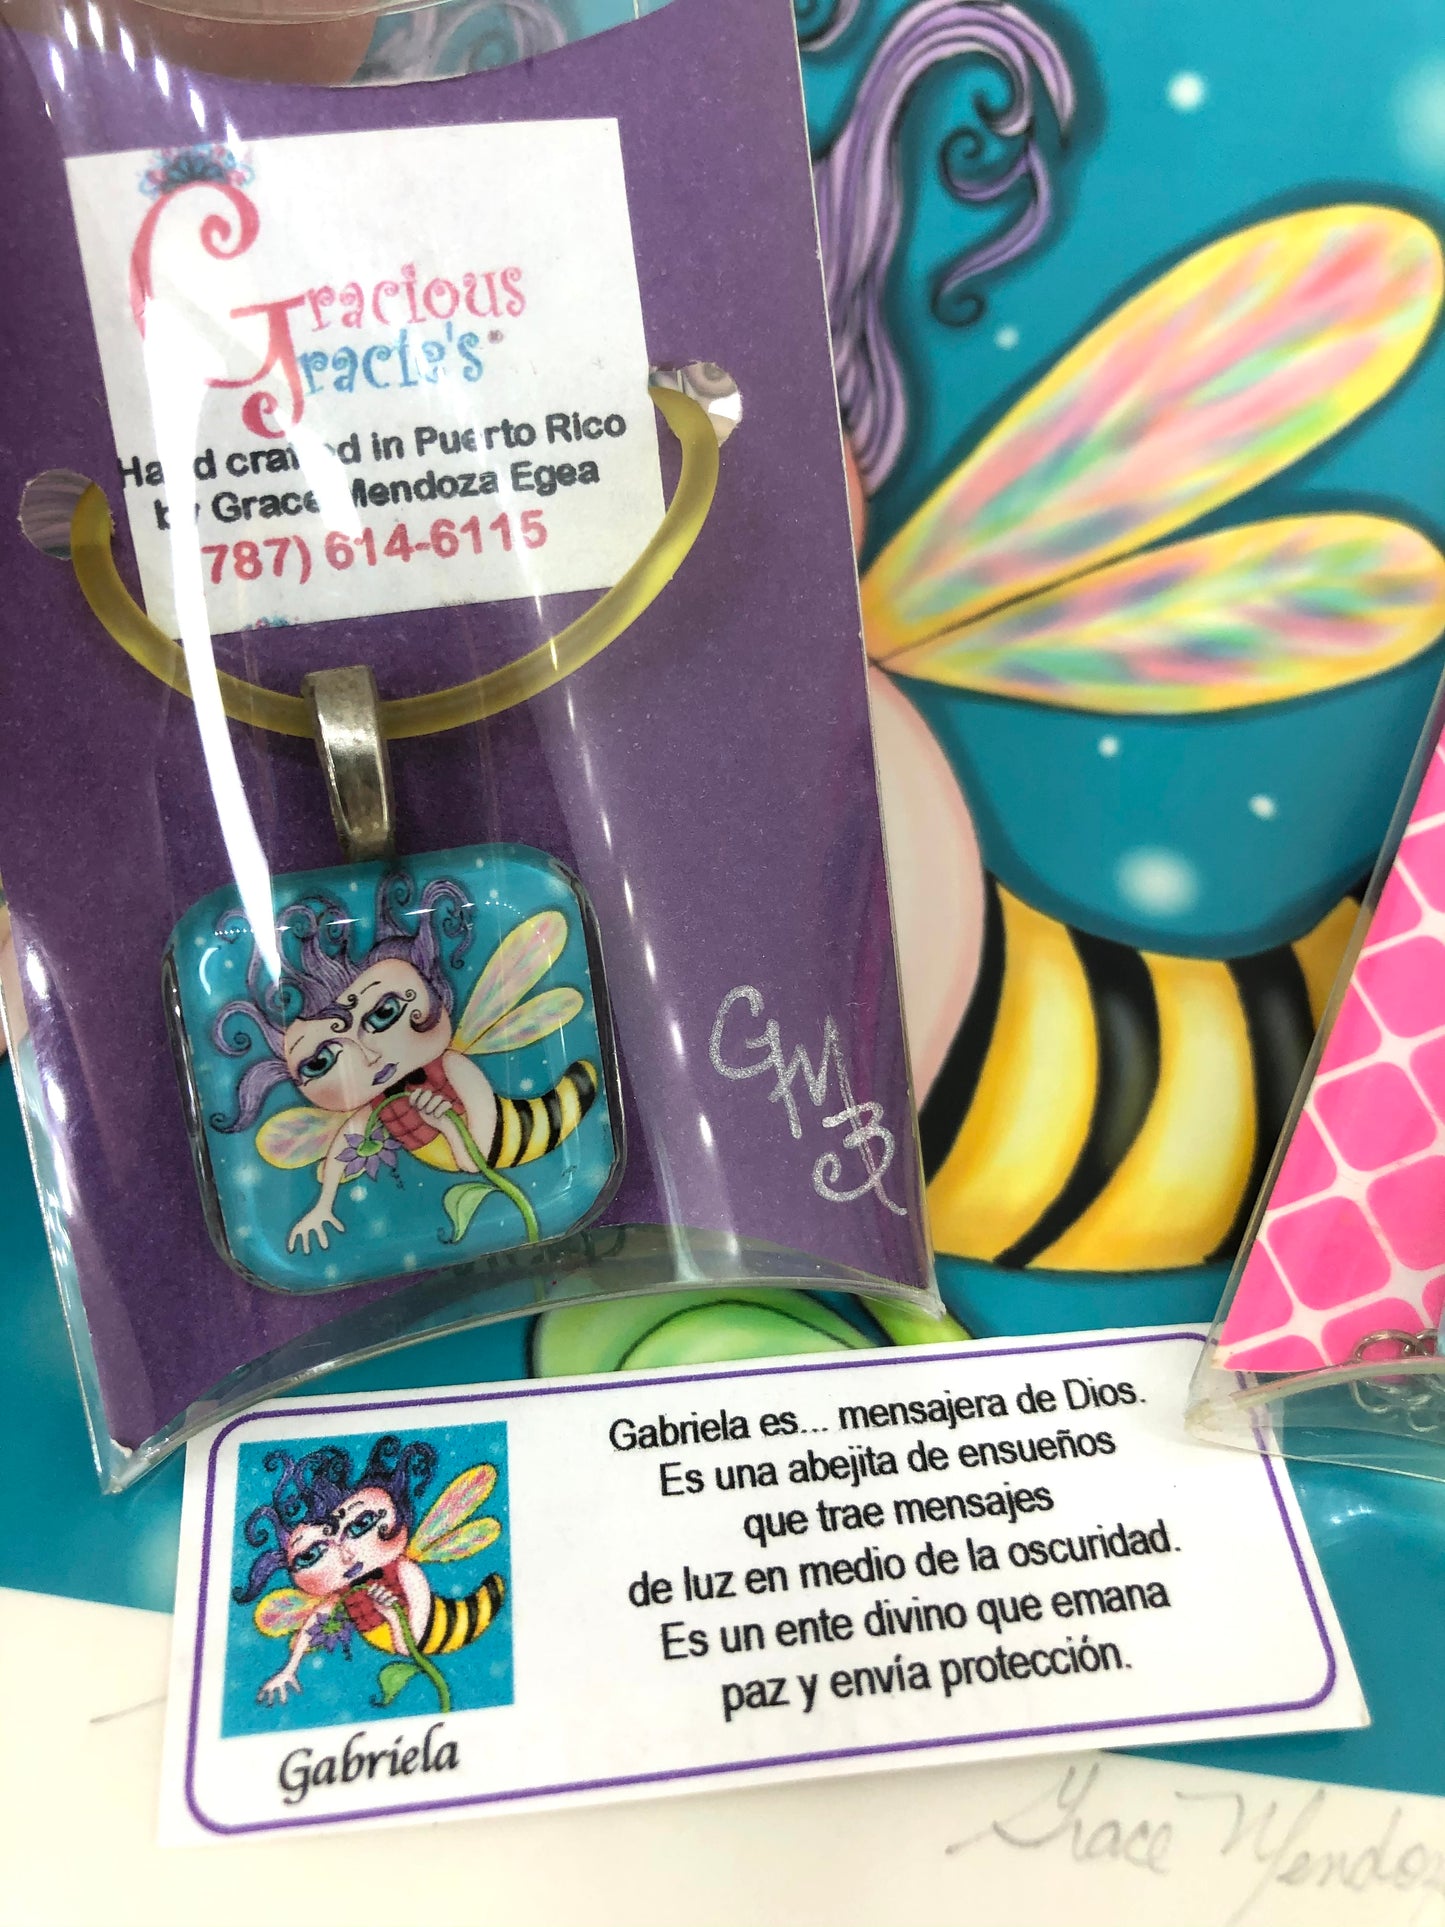 Gracious
Gracie's®
Hand crafted in Puerto Rico
by Grace Mendoza Egea
787) 614-6115
Gabriela es... mensajera de Dios.
Es una abejita de ensueños
que trae mensajes
de luz en medio de la oscuridad.
Es un ente divino que emana
paz y envía protección.
Gabriela
Grace